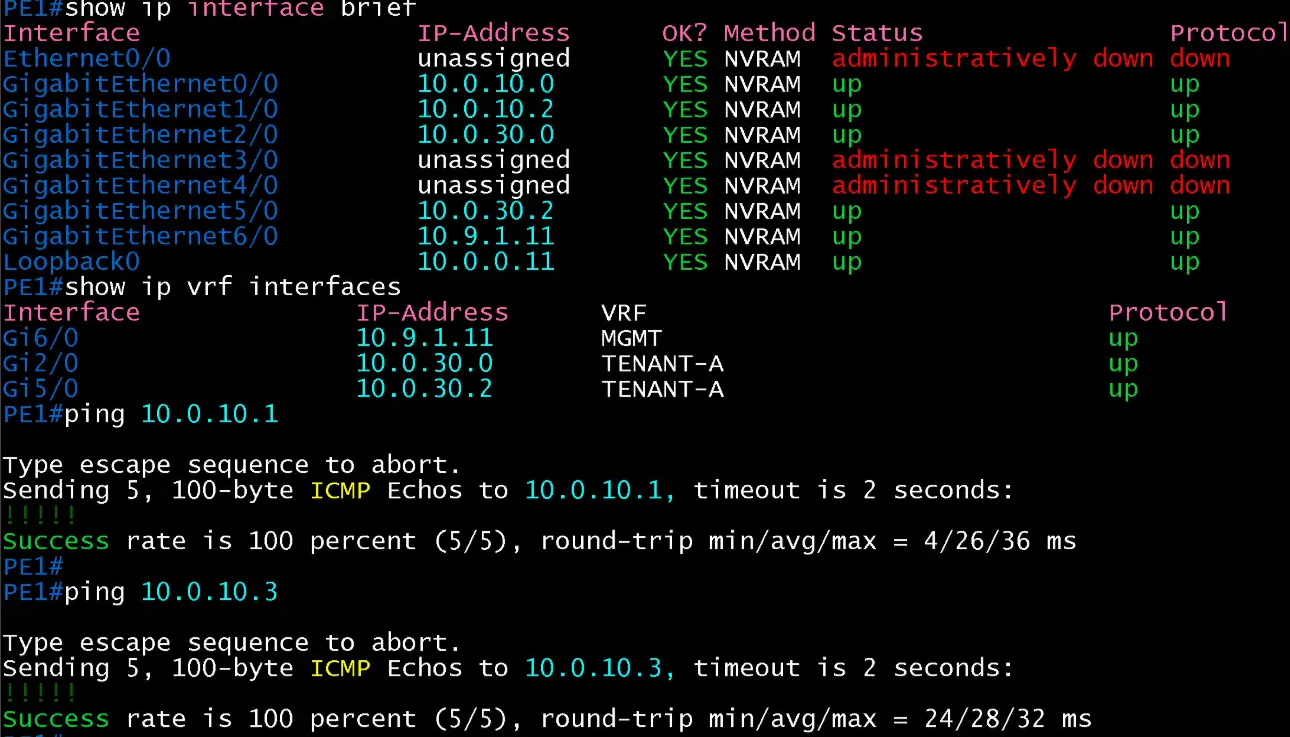 PE1#show ip interface brief
Interface IP-Address OK? Method Status Protocol
Ethernet0/0 unassigned YES NVRAM administratively down down
GigabitEthernet0/0 10.0.10.0 YES NVRAM up up
GigabitEthernet1/0 10.0.10.2 YES NVRAM up up
GigabitEthernet2/0 10.0.30.0 YES NVRAM up up
GigabitEthernet3/0 unassigned YES NVRAM administratively down down
GigabitEthernet4/0 unassigned YES NVRAM administratively down down
GigabitEthernet5/0 10.0.30.2 YES NVRAM up up
GigabitEthernet6/0 10.9.1.11 YES NVRAM up up
Loopback0 10.0.0.11 YES NVRAM up up
PE1#show ip vrf interfaces
Interface IP-Address VRF Protocol
Gi6/0 10.9.1.11 MGMT up
Gi2/0 10.0.30.0 TENANT-A up
Gi5/0 10.0.30.2 TENANT-A up
PE1#ping 10.0.10.1
Type escape sequence to abort.
Sending 5, 100-byte ICMP Echos to 10.0.10.1, timeout is 2 seconds:
!!!!!
Success rate is 100 percent (5/5), round-trip min/avg/max = 4/26/36 ms
PE1#
PE1#ping 10.0.10.3
Type escape sequence to abort.
Sending 5, 100-byte ICMP Echos to 10.0.10.3, timeout is 2 seconds:
!!!!!
Success rate is 100 percent (5/5), round-trip min/avg/max = 24/28/32 ms